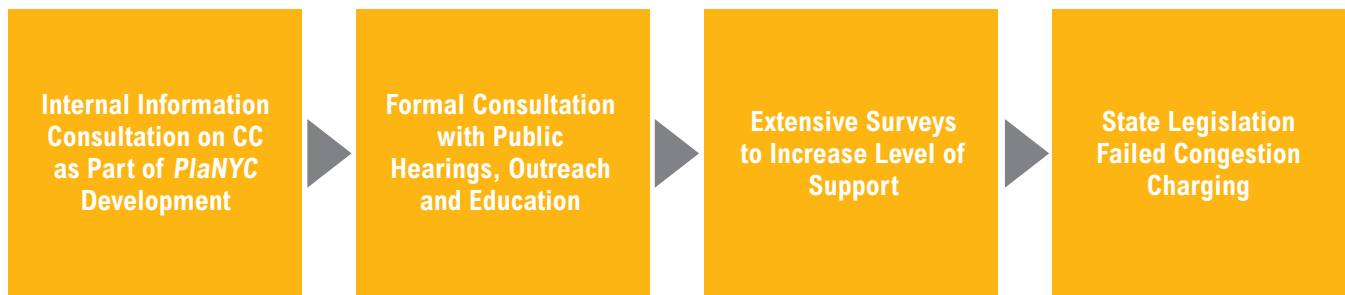 Internal Information
Consultation on CC
as Part of PlaNYC
Development
Formal Consultation
with Public
Hearings, Outreach
and Education
Extensive Surveys
to Increase Level of
Support
State Legislation
Failed Congestion
Charging